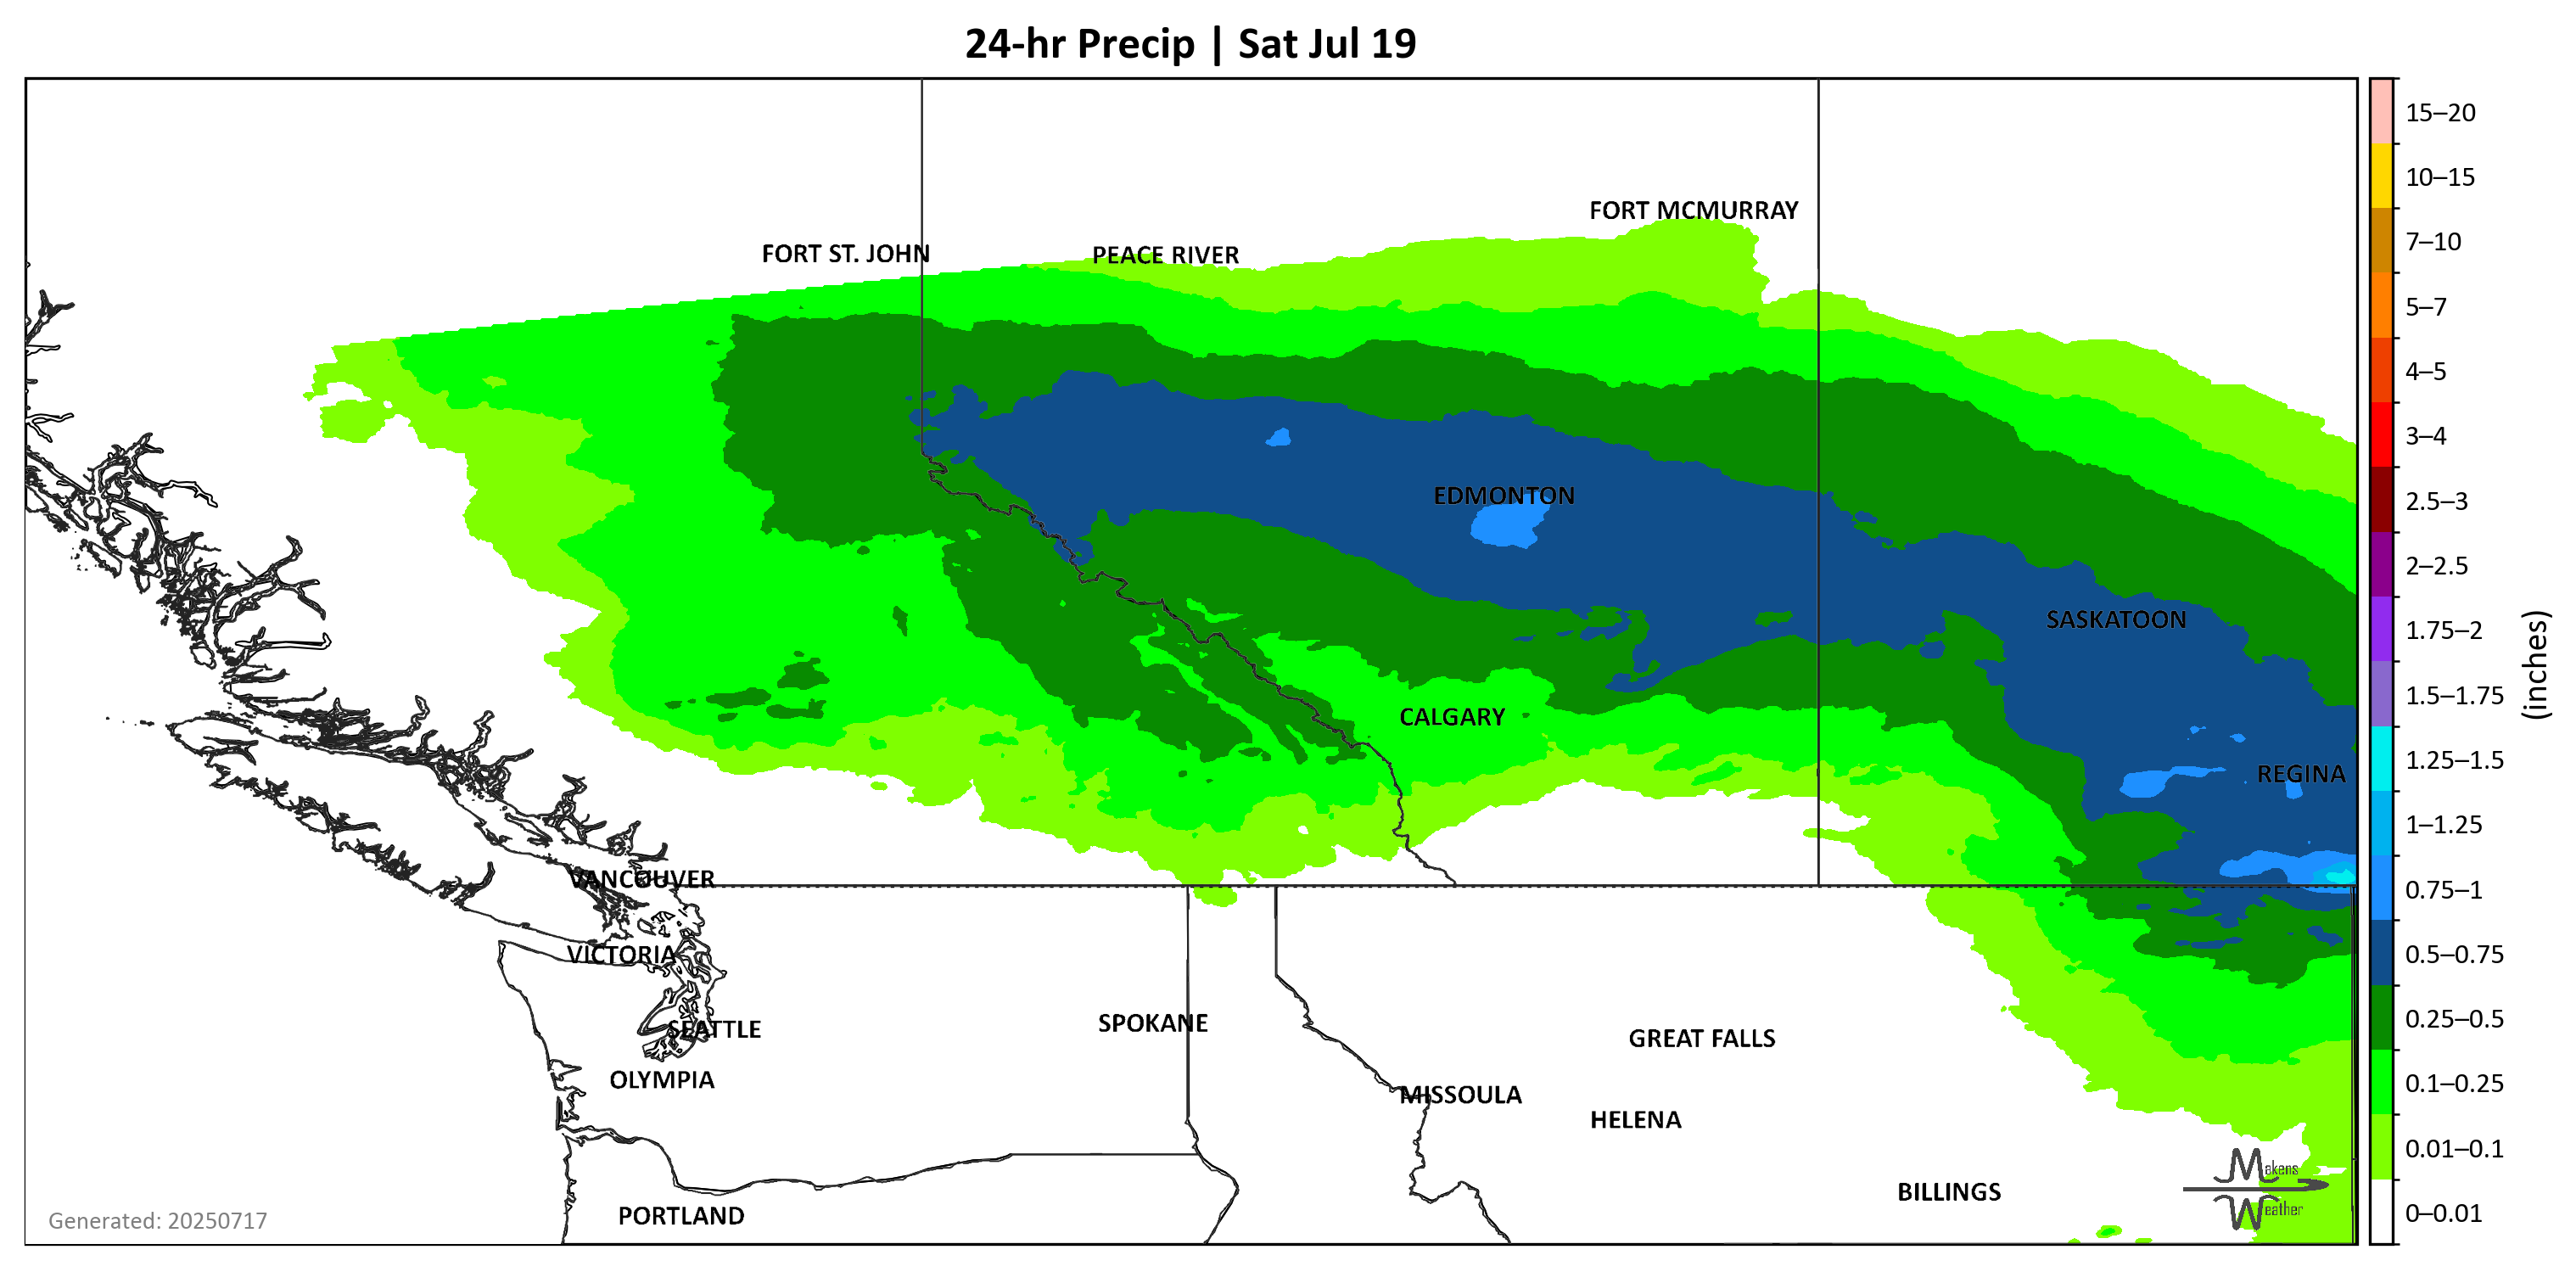 24-hr Precip | Sat Jul 19
FORT MCMURRAY
FORT ST. JOHN
PEACE RIVER
EDMONTON
SASKATOON
CALGARY
REGINA
VANCOUVER
VICTORIA
SEATTLE
SPOKANE
GREAT FALLS
OLYMPIA
MISSOULA
HELENA
BILLINGS
PORTLAND
Makens
Weather
Generated: 20250717
15–20
10–15
7–10
5–7
4–5
3–4
2.5–3
2–2.5
1.75–2
1.5–1.75
1.25–1.5
1–1.25
0.75–1
0.5–0.75
0.25–0.5
0.1–0.25
0.01–0.1
0–0.01
(inches)